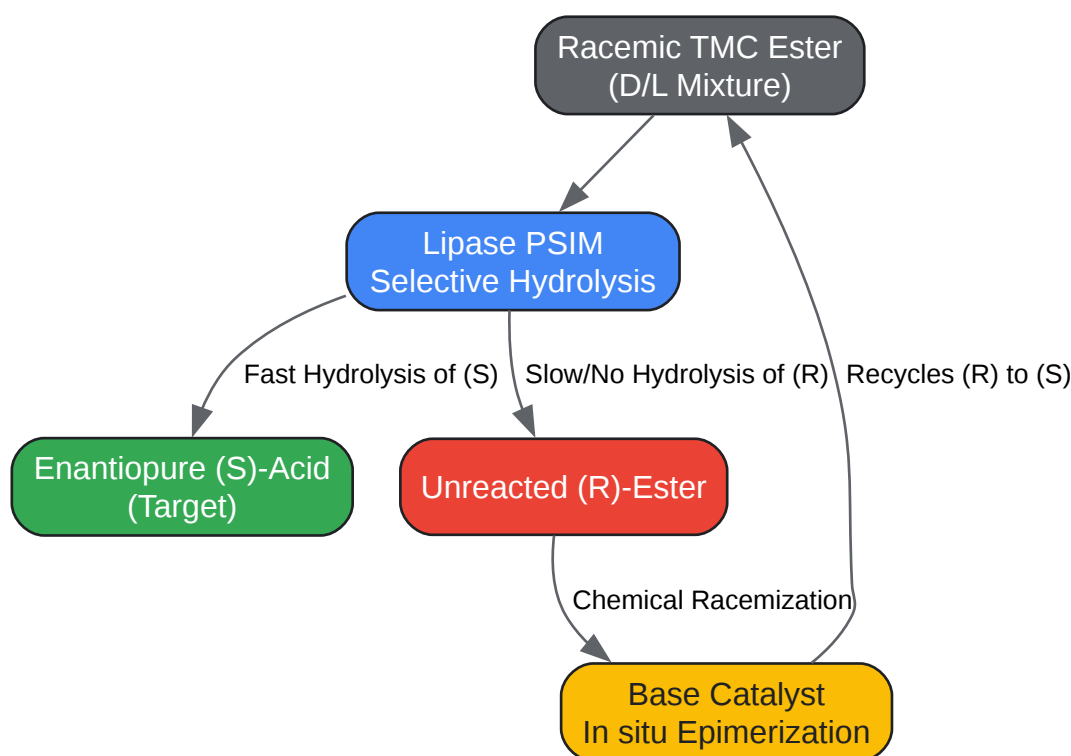 Racemic TMC Ester
(D/L Mixture)
Lipase PSIM
Selective Hydrolysis
Fast Hydrolysis of (S)
Slow/No Hydrolysis of (R)
Recycles (R) to (S)
Enantiopure (S)-Acid
(Target)
Unreacted (R)-Ester
Chemical Racemization
Base Catalyst
In situ Epimerization